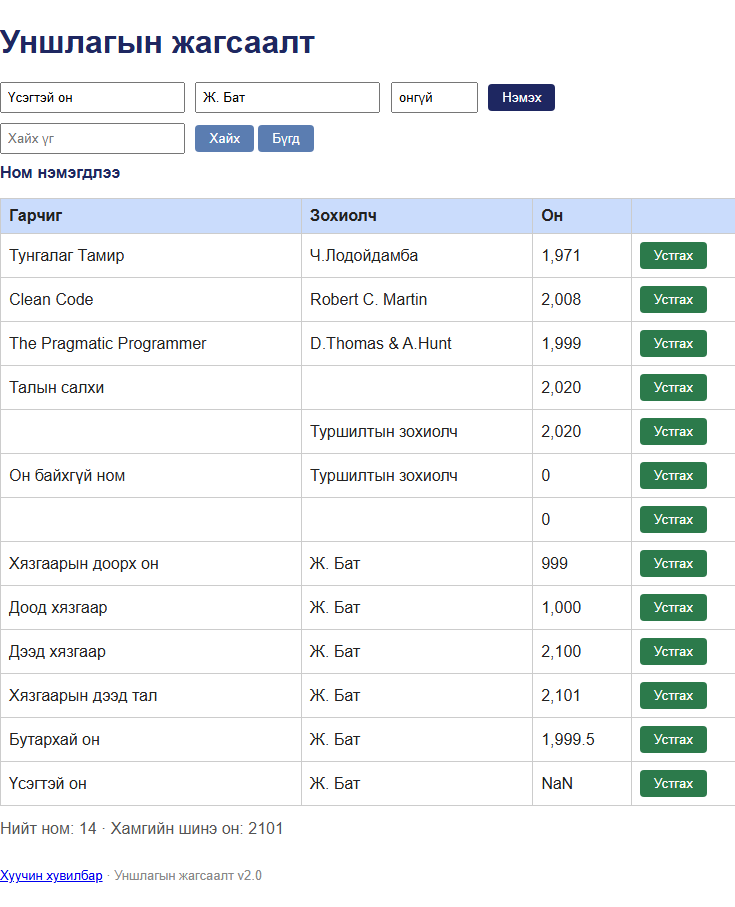 Уншлагын жагсаалт
Үсэгтэй он Ж. Бат онгүй Нэмэх
Хайх үг Хайх Бүгд
Ном нэмэгдлээ
Гарчиг Зохиолч Он
Тунгалаг Тамир Ч.Лодойдамба 1,971 Устгах
Clean Code Robert C. Martin 2,008 Устгах
The Pragmatic Programmer D.Thomas & A.Hunt 1,999 Устгах
Талын салхи 2,020 Устгах
Туршилтын зохиолч 2,020 Устгах
Он байхгүй ном Туршилтын зохиолч 0 Устгах
0 Устгах
Хязгаарын доорх он Ж. Бат 999 Устгах
Доод хязгаар Ж. Бат 1,000 Устгах
Дээд хязгаар Ж. Бат 2,100 Устгах
Хязгаарын дээд тал Ж. Бат 2,101 Устгах
Бутархай он Ж. Бат 1,999.5 Устгах
Үсэгтэй он Ж. Бат NaN Устгах
Нийт ном: 14 · Хамгийн шинэ он: 2101
Хуучин хувилбар · Уншлагын жагсаалт v2.0